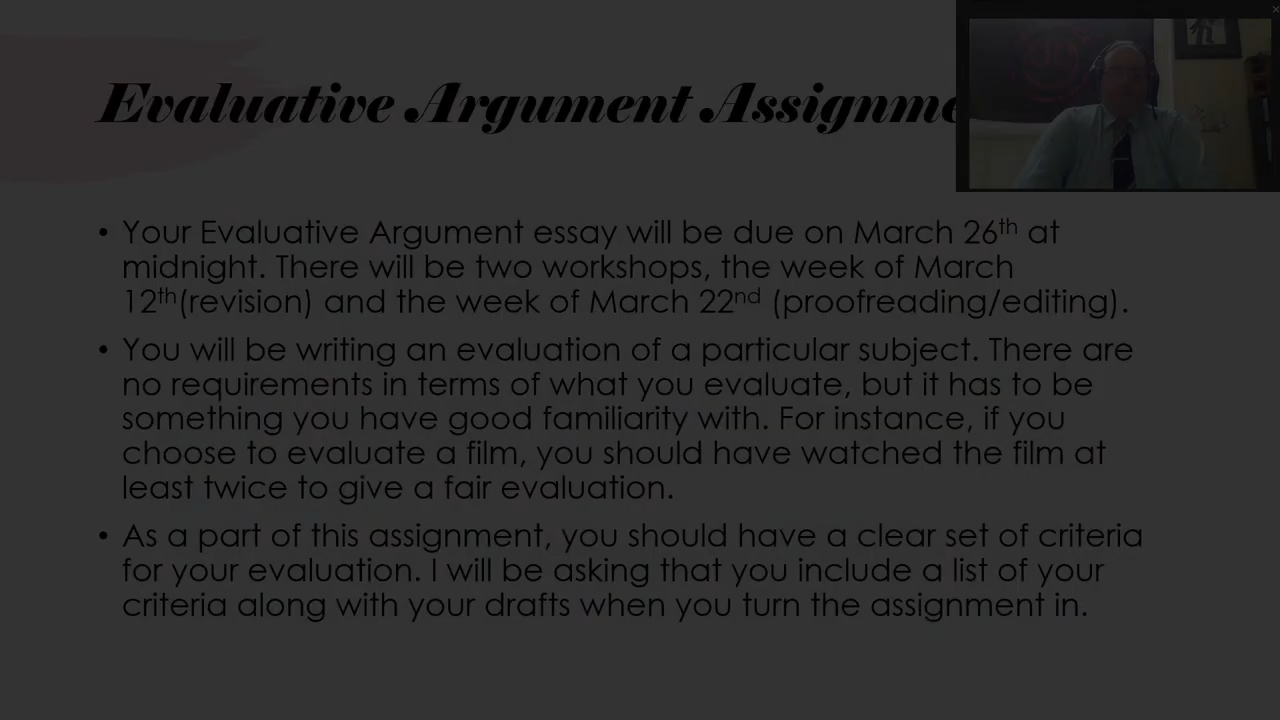 Evaluative Argument Assignme
• Your Evaluative Argument essay will be due on March 26th at
midnight. There will be two workshops, the week of March
12th(revision) and the week of March 22nd (proofreading/editing).
• You will be writing an evaluation of a particular subject. There are
no requirements in terms of what you evaluate, but it has to be
something you have good familiarity with. For instance, if you
choose to evaluate a film, you should have watched the film at
least twice to give a fair evaluation.
• As a part of this assignment, you should have a clear set of criteria
for your evaluation. I will be asking that you include a list of your
criteria along with your drafts when you turn the assignment in.